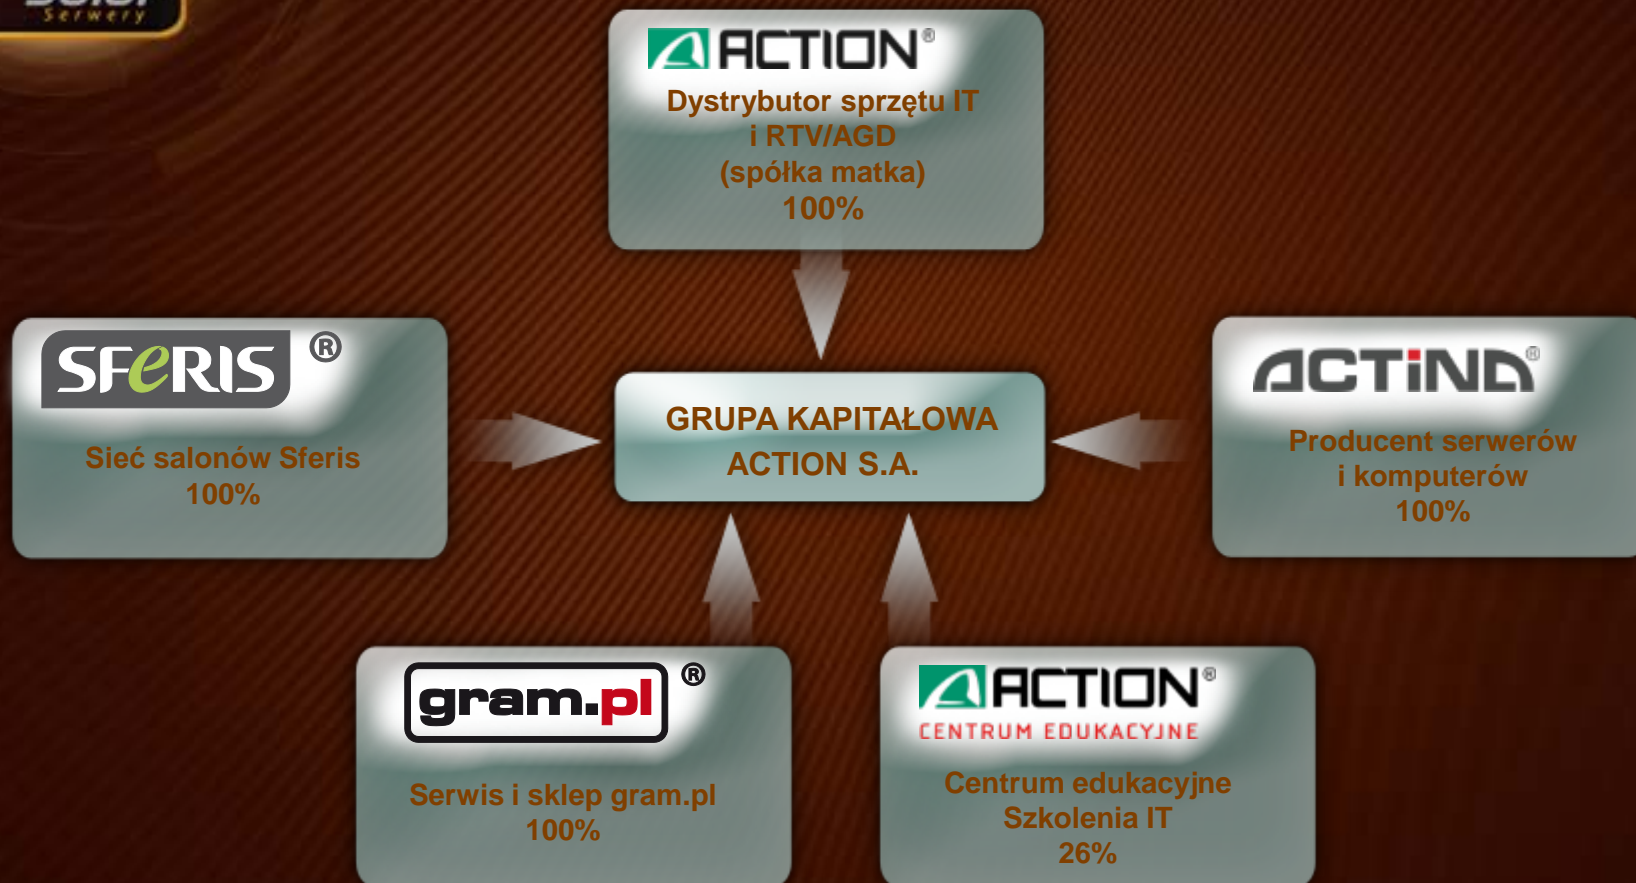 Serwery
ACTION®
Dystrybutor sprzętu IT
i RTV/AGD
(spółka matka)
100%
SFeRIS ®
Sieć salonów Sferis
100%
GRUPA KAPITAŁOWA
ACTION S.A.
ACTiNA®
Producent serwerów
i komputerów
100%
gram.pl ®
Serwis i sklep gram.pl
100%
ACTION®
CENTRUM EDUKACYJNE
Centrum edukacyjne
Szkolenia IT
26%